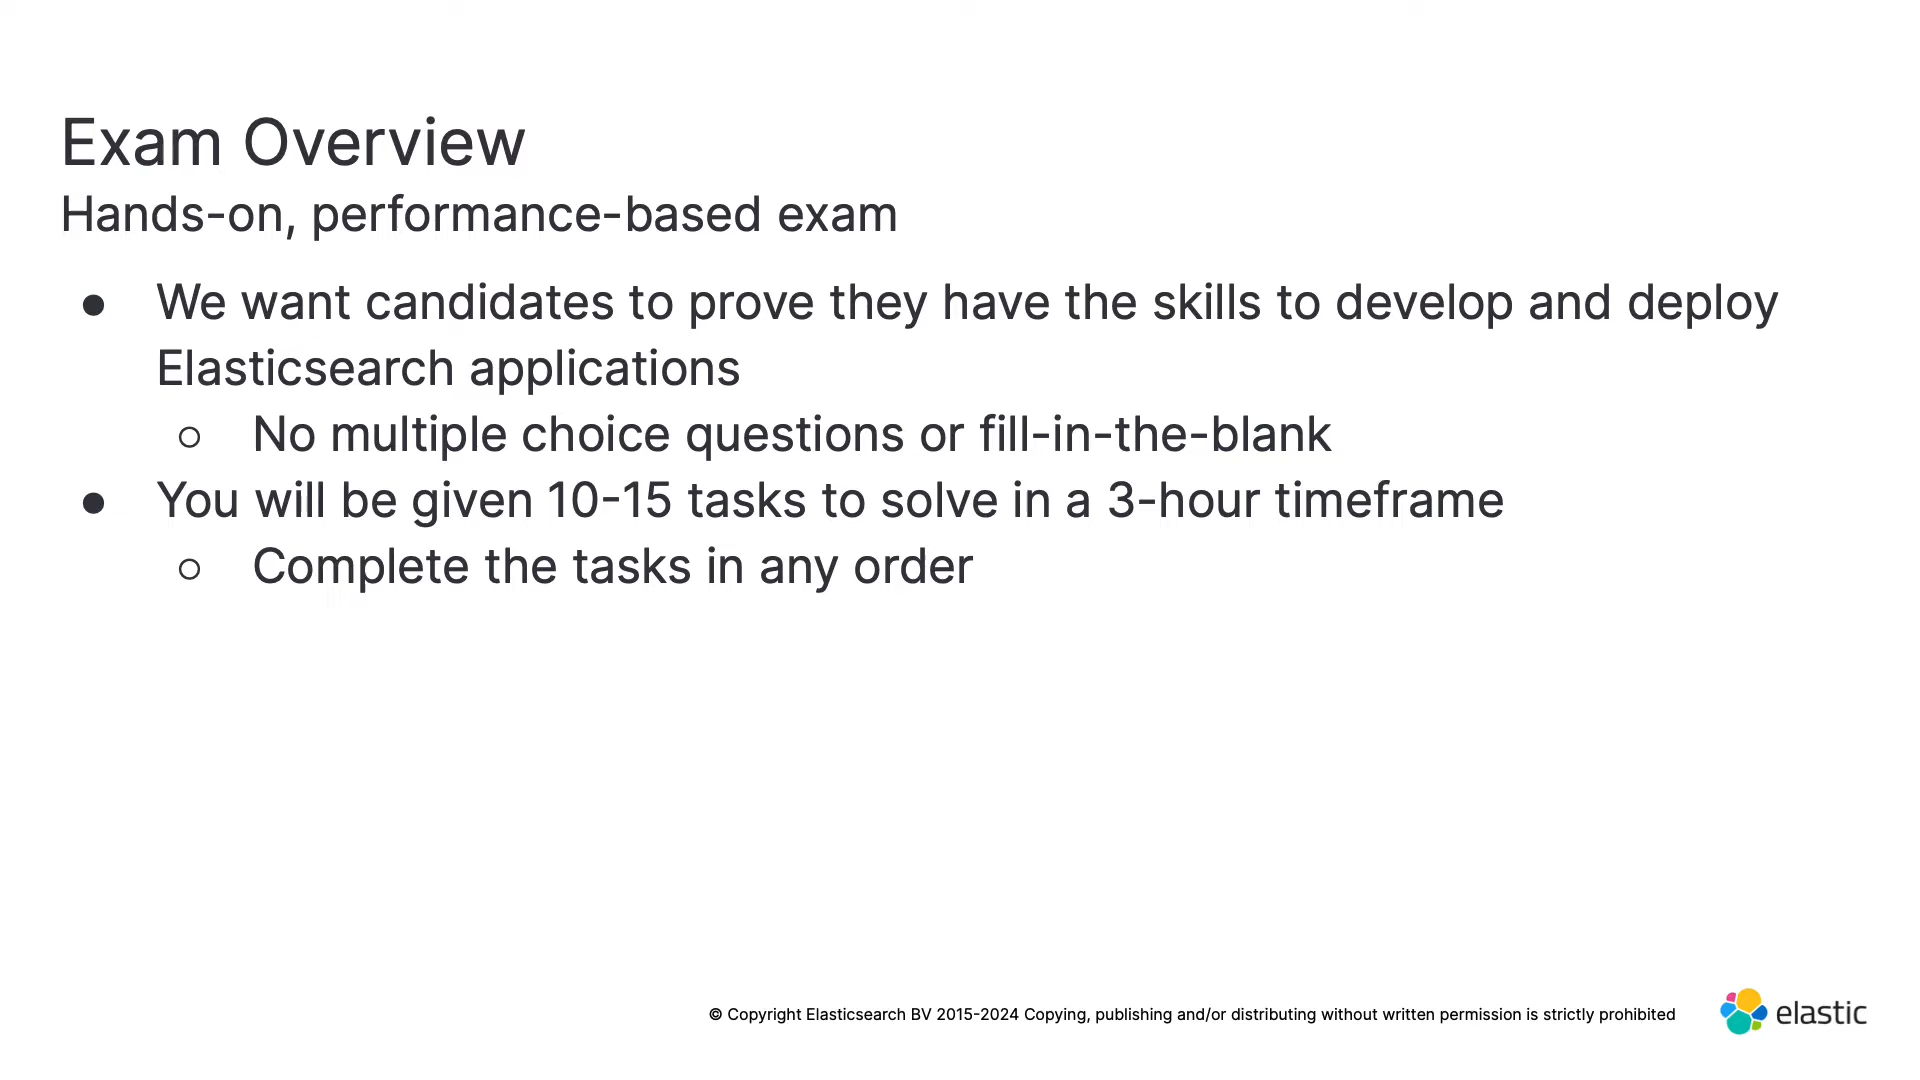 Exam Overview
Hands-on, performance-based exam
● We want candidates to prove they have the skills to develop and deploy
Elasticsearch applications
○ No multiple choice questions or fill-in-the-blank
● You will be given 10-15 tasks to solve in a 3-hour timeframe
○ Complete the tasks in any order
© Copyright Elasticsearch BV 2015-2024 Copying, publishing and/or distributing without written permission is strictly prohibited
elastic